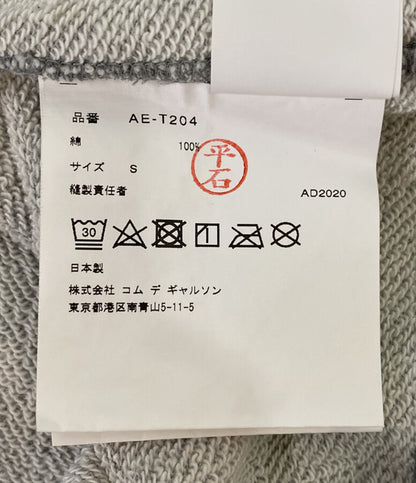 品番 AE-T204
綿 100%
平石
サイズ S
縫製責任者 AD2020
30
日本製
株式会社 コム デ ギャルソン
東京都港区南青山5-11-5